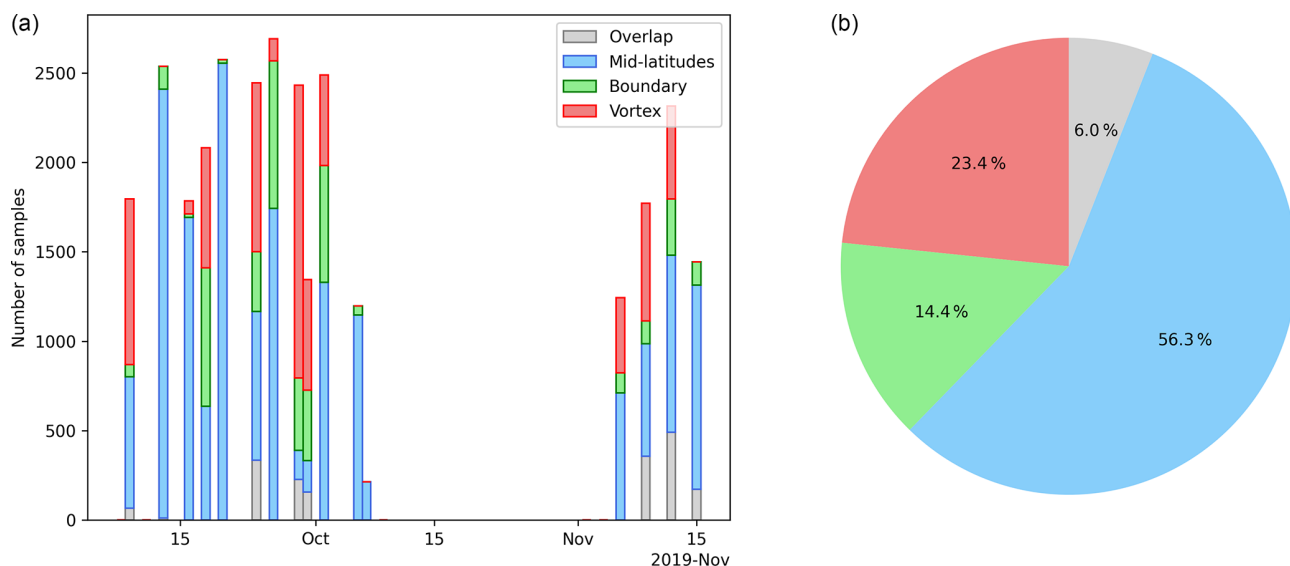 (a)
Overlap
Mid-latitudes
Boundary
Vortex
Number of samples
2500
2000
1500
1000
500
0
15
Oct
15
Nov
15
2019-Nov
(b)
6.0 %
23.4 %
14.4 %
56.3 %